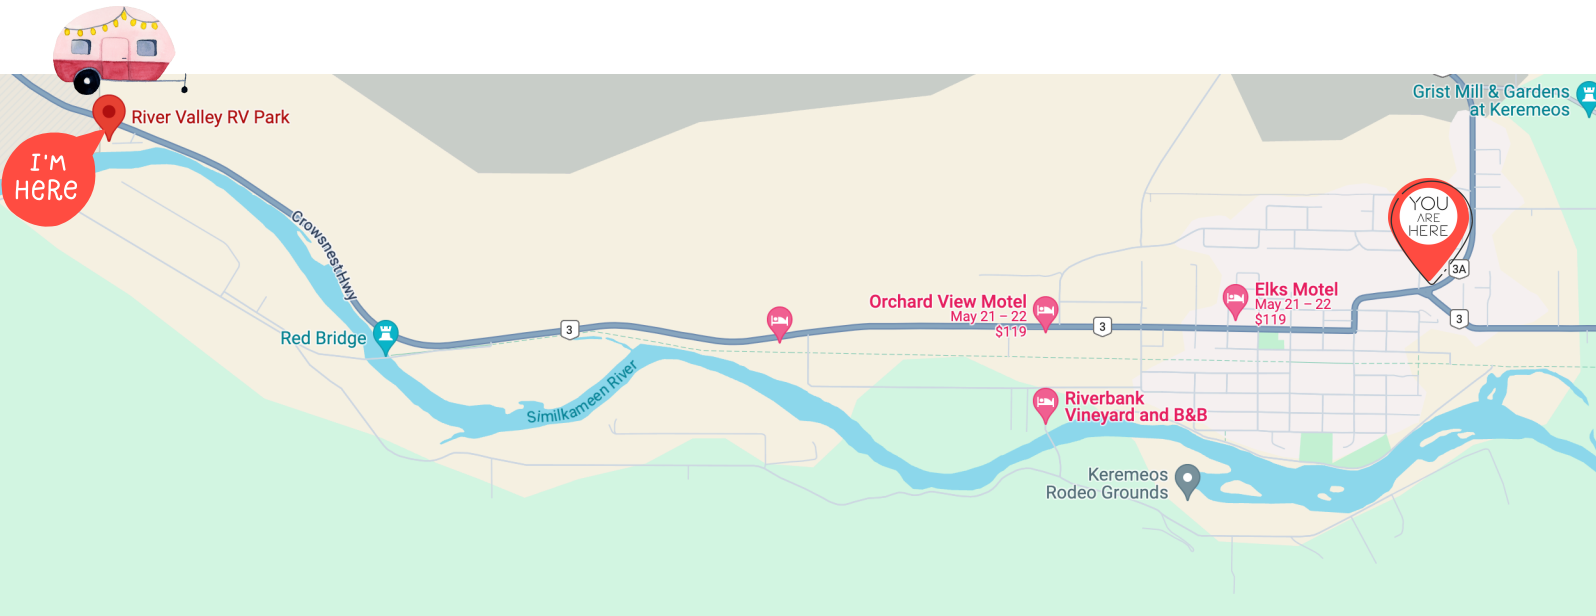 River Valley RV Park
I'M
HERE
Crowsnest Hwy
Red Bridge
3
Similkameen River
Orchard View Motel
May 21 – 22
$119
3
Riverbank
Vineyard and B&B
Keremeos
Rodeo Grounds
Elks Motel
May 21 – 22
$119
Grist Mill & Gardens
at Keremeos
YOU
ARE
HERE
3A
3